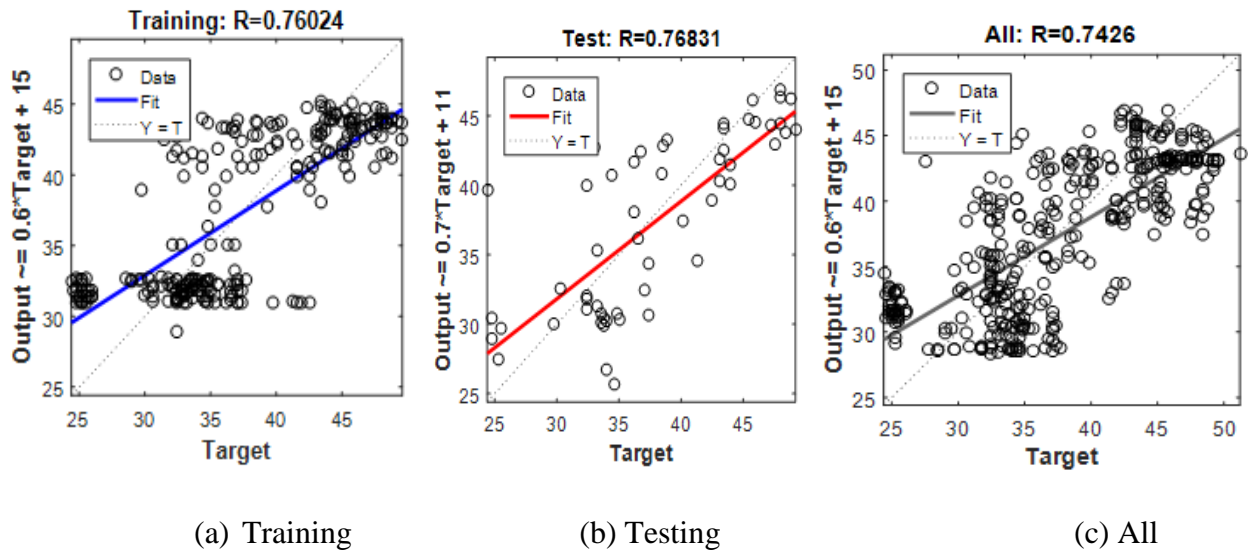 Training: R=0.76024
Output ~= 0.6*Target + 15
Data
Fit
Y = T
45
40
35
30
25
25 30 35 40 45
Target
Test: R=0.76831
Output ~= 0.7*Target + 11
Data
Fit
Y = T
45
40
35
30
25
25 30 35 40 45
Target
All: R=0.7426
Output ~= 0.6*Target + 15
Data
Fit
Y = T
50
45
40
35
30
25
25 30 35 40 45 50
Target
(a) Training (b) Testing (c) All